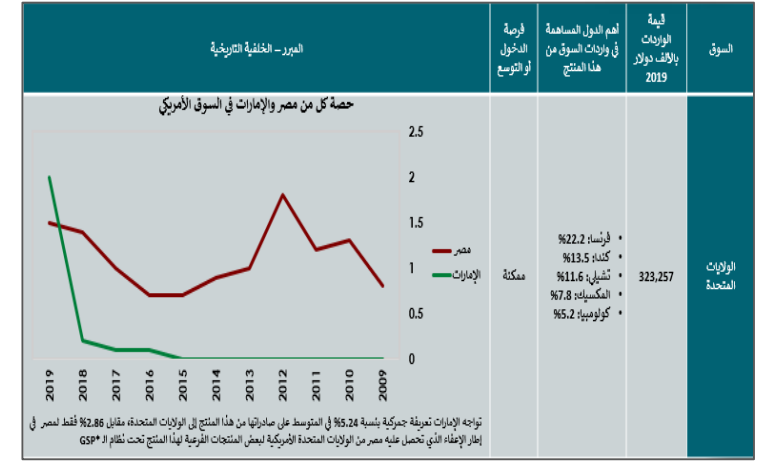 السوق
قيمة
الواردات
بالألف دولار
2019
أهم الدول المساهمة
في واردات السوق من
هذا المنتج
فرصة
الدخول
أو التوسع
المبرر – الخلفية التاريخية
الولايات
المتحدة
323,257
• فرنسا: 22.2%
• كندا: 13.5%
• تشيلي: 11.6%
• المكسيك: 7.8%
• كولومبيا: 5.2%
ممكنة
حصة كل من مصر والإمارات في السوق الأمريكي
2.5
2
1.5
1
0.5
0
مصر
الإمارات
2009
2010
2011
2012
2013
2014
2015
2016
2017
2018
2019
تواجه الإمارات تعريفة جمركية بنسبة 5.24% في المتوسط على صادراتها من هذا المنتج إلى الولايات المتحدة، مقابل 2.86% فقط لمصر في
إطار الإعفاء الذي تحصل عليه مصر من الولايات المتحدة الأمريكية لبعض المنتجات الفرعية لهذا المنتج تحت نظام الـ GSP*